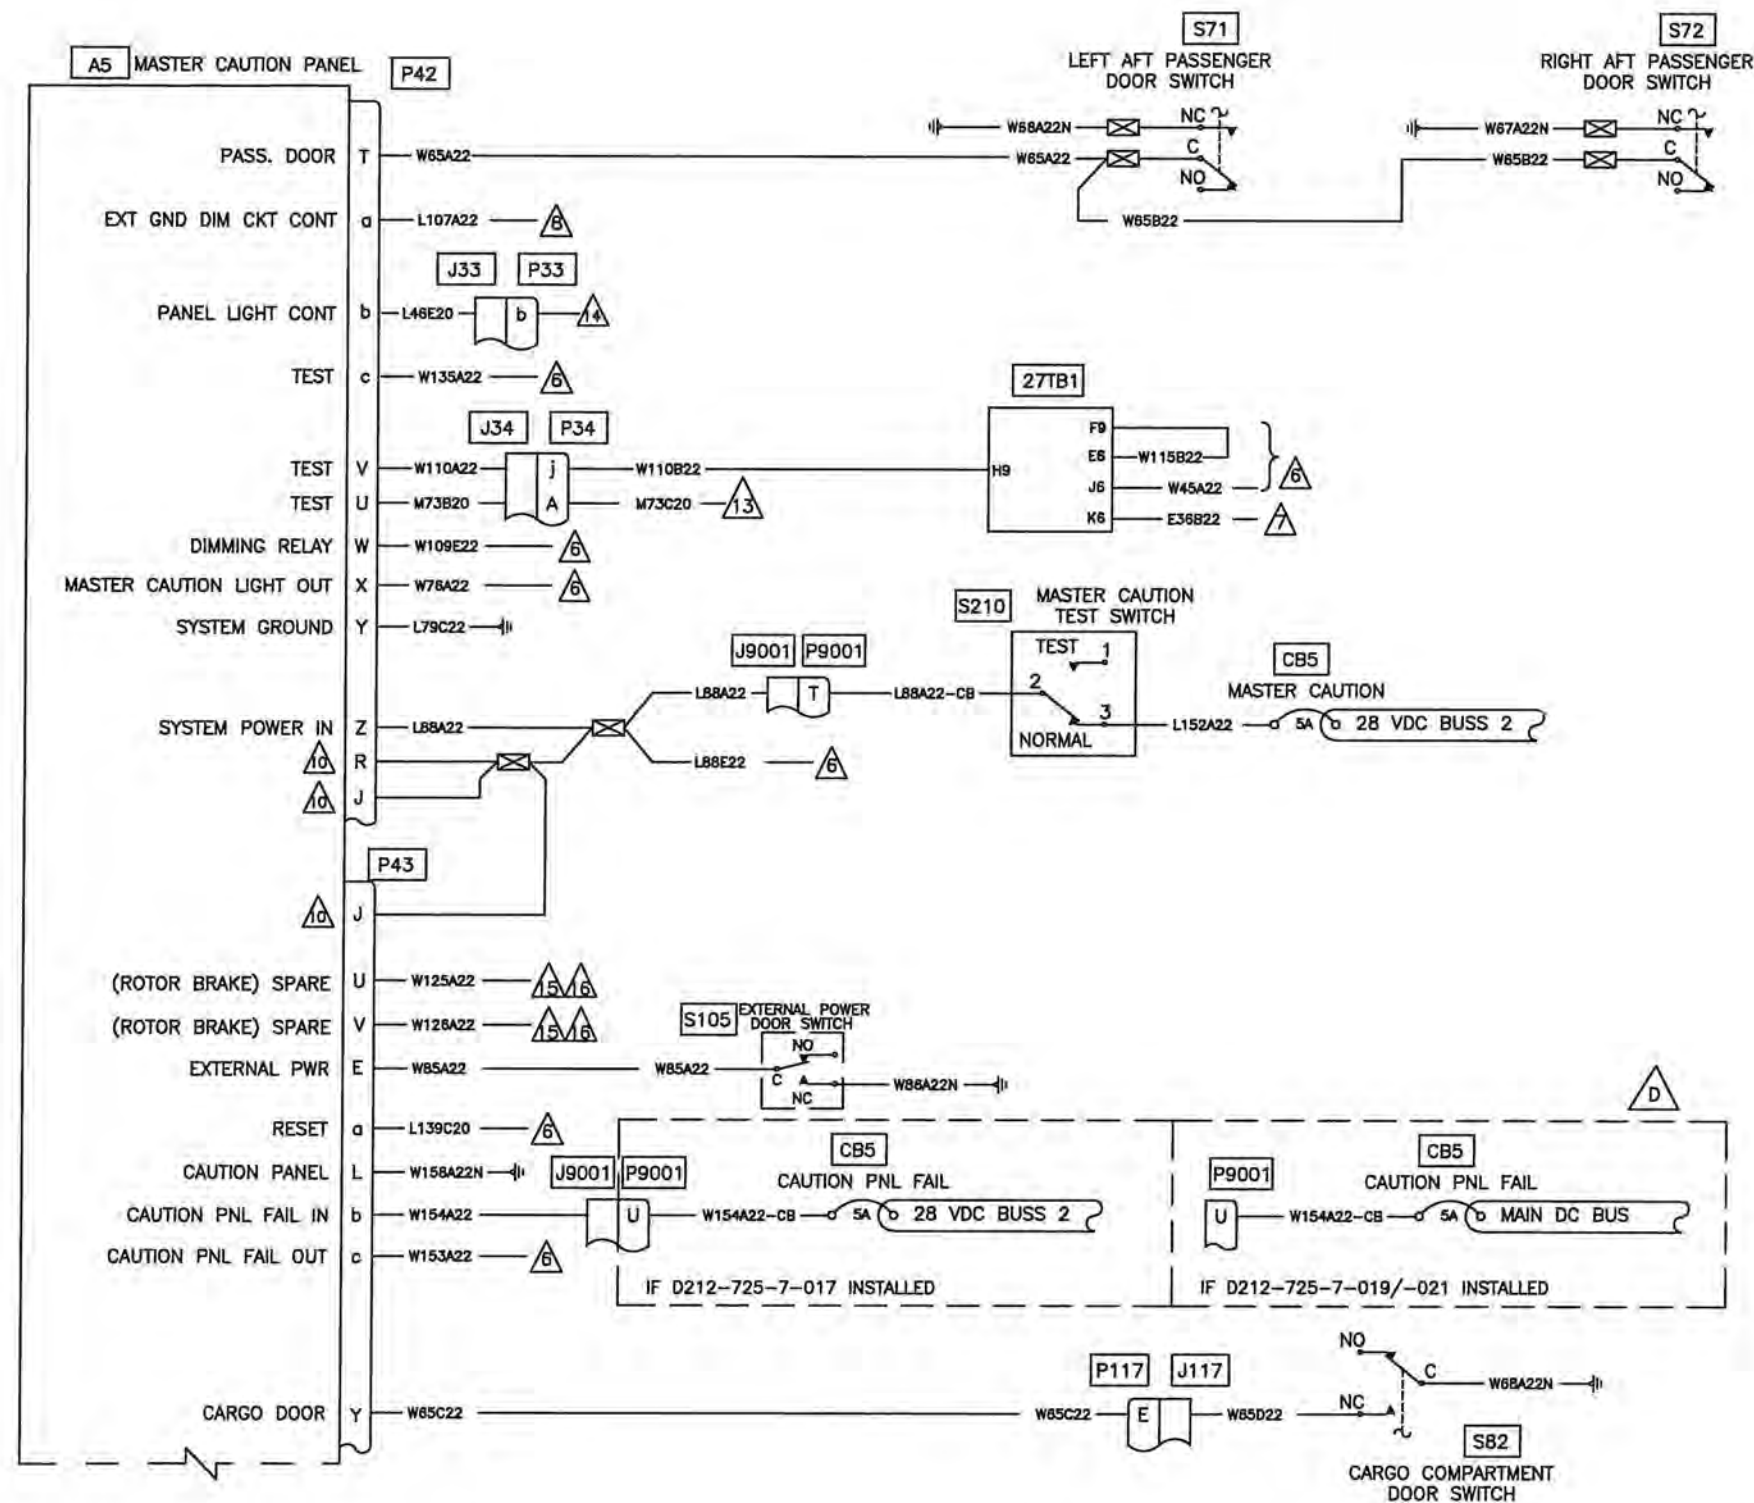 S71
S72
A5 MASTER CAUTION PANEL
P42
LEFT AFT PASSENGER
DOOR SWITCH
RIGHT AFT PASSENGER
DOOR SWITCH
W68A22N NC
W67A22N NC
PASS. DOOR T W65A22
W65A22 C
NO
W65B22 C
NO
EXT GND DIM CKT CONT a L107A22 8
W65B22
J33 P33
PANEL LIGHT CONT b L46E20 b 14
TEST c W135A22 6
27TB1
J34 P34
F9
TEST V W110A22 j W110B22 H9
E6 W115B22
6
TEST U M73B20 A M73C20 13
J6 W45A22
K6 E36B22 7
DIMMING RELAY W W109E22 6
MASTER CAUTION LIGHT OUT X W76A22 6
S210 MASTER CAUTION
TEST SWITCH
SYSTEM GROUND Y L79C22
J9001 P9001
TEST 1
CB5
MASTER CAUTION
L88A22 T L88A22-CB 2
SYSTEM POWER IN Z L88A22
3 L152A22 5A 28 VDC BUSS 2
NORMAL
10 R
L88E22 6
10 J
P43
10 J
(ROTOR BRAKE) SPARE U W125A22 15 16
(ROTOR BRAKE) SPARE V W126A22 15 16
S105 EXTERNAL POWER
DOOR SWITCH
NO
EXTERNAL PWR E W85A22 W85A22 C
NC
W86A22N
D
RESET a L139C20 6
CAUTION PANEL L W158A22N
J9001 P9001
CB5
CAUTION PNL FAIL
P9001
CB5
CAUTION PNL FAIL
CAUTION PNL FAIL IN b W154A22 U W154A22-CB 5A 28 VDC BUSS 2
U W154A22-CB 5A MAIN DC BUS
CAUTION PNL FAIL OUT c W153A22 6
IF D212-725-7-017 INSTALLED
IF D212-725-7-019/-021 INSTALLED
NO
P117 J117
C W68A22N
CARGO DOOR Y W65C22 W65C22 E W65D22 NC
S82
CARGO COMPARTMENT
DOOR SWITCH